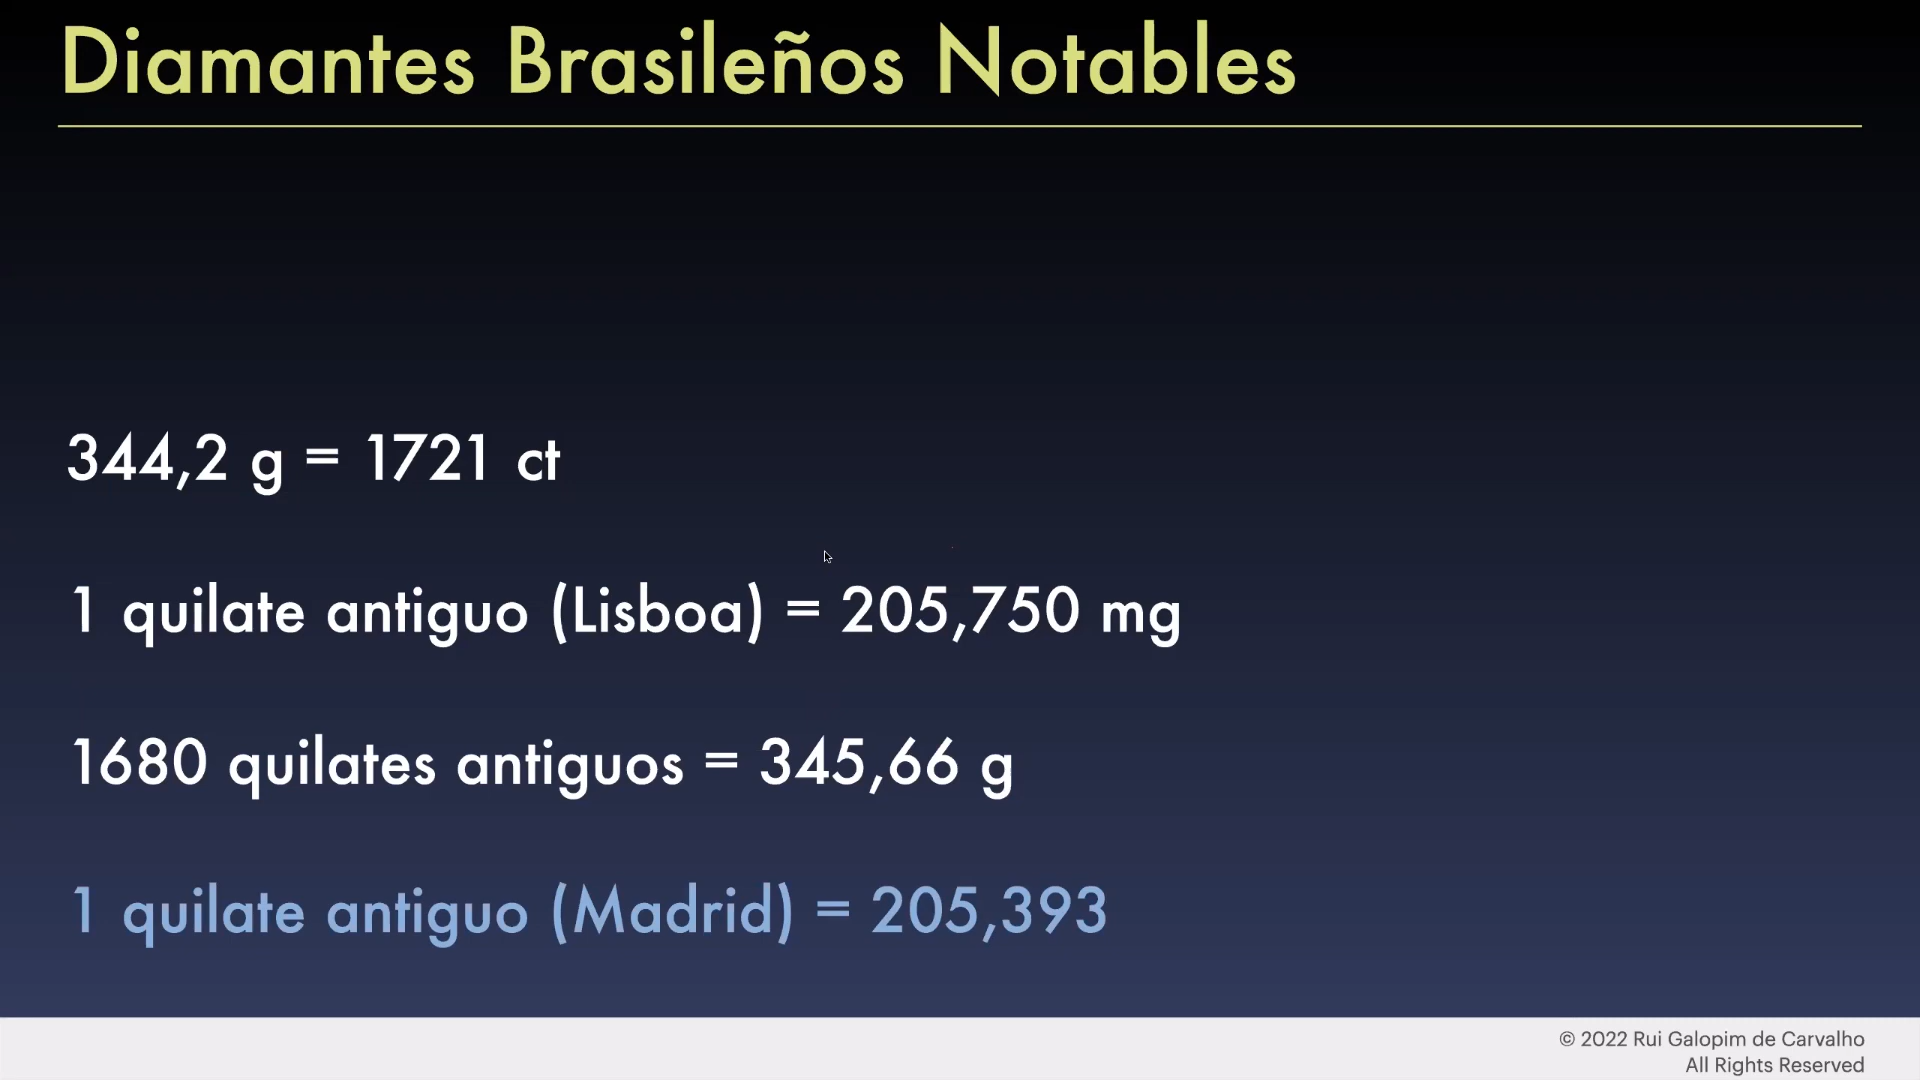 Diamantes Brasileños Notables
344,2 g = 1721 ct
1 quilate antiguo (Lisboa) = 205,750 mg
1680 quilates antiguos = 345,66 g
1 quilate antiguo (Madrid) = 205,393
© 2022 Rui Galopim de Carvalho
All Rights Reserved